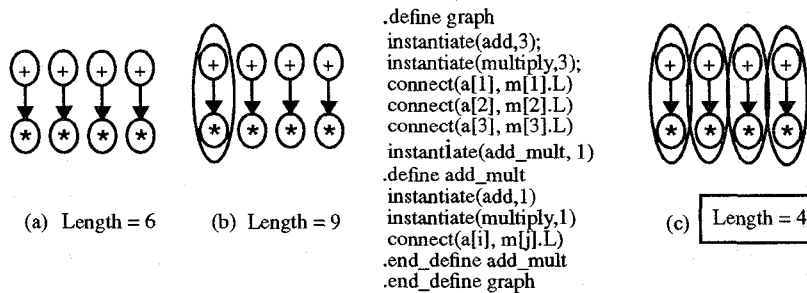 + + + +
* * * *
(a) Length = 6
+ + + +
* * * *
(b) Length = 9
.define graph
instantiate(add,3);
instantiate(multiply,3);
connect(a[1], m[1].L)
connect(a[2], m[2].L)
connect(a[3], m[3].L)
instantiate(add_mult, 1)
.define add_mult
instantiate(add,1)
instantiate(multiply,1)
connect(a[i], m[j].L)
.end_define add_mult
.end_define graph
+ + + +
* * * *
(c) Length = 4